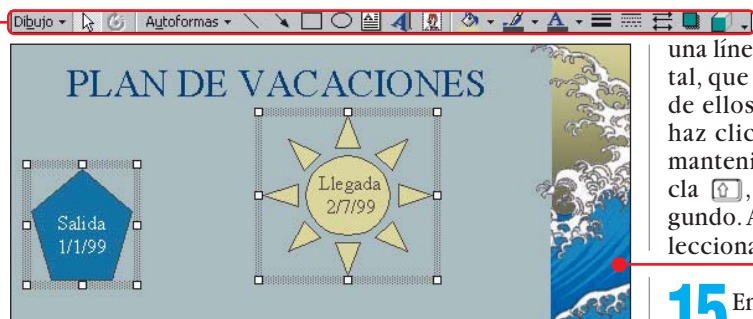 Dibujo
Autoformas
PLAN DE VACACIONES
Salida
1/1/99
Llegada
2/7/99
una líne
tal, que
de ellos
haz clic
manteni
cla
gundo. A
lecciona
15 En